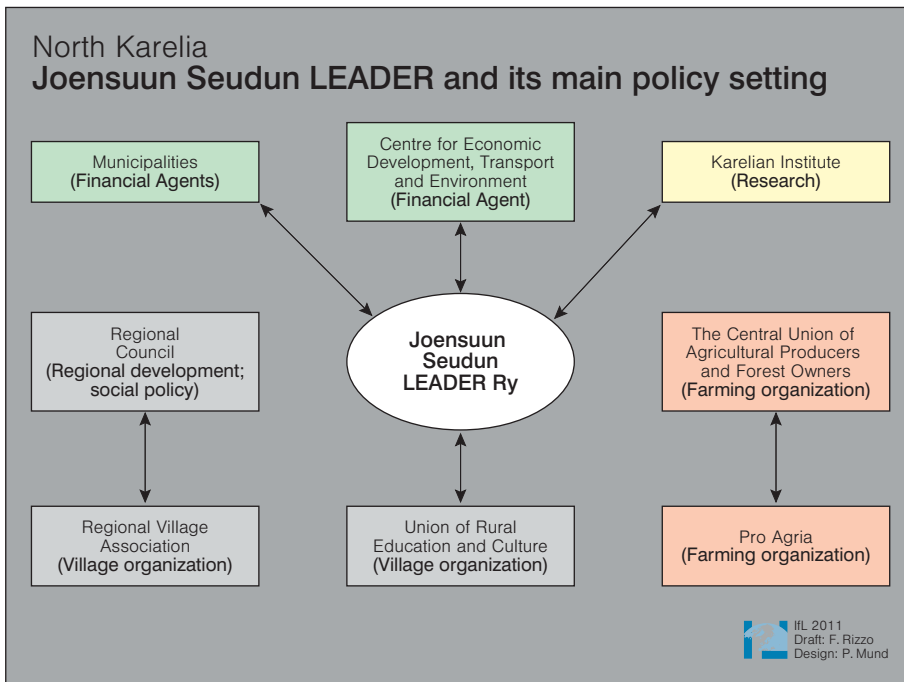 North Karelia
Joensuun Seudun LEADER and its main policy setting
Municipalities
(Financial Agents)
Centre for Economic
Development, Transport
and Environment
(Financial Agent)
Karelian Institute
(Research)
Regional
Council
(Regional development;
social policy)
Joensuun
Seudun
LEADER Ry
The Central Union of
Agricultural Producers
and Forest Owners
(Farming organization)
Regional Village
Association
(Village organization)
Union of Rural
Education and Culture
(Village organization)
Pro Agria
(Farming organization)
IfL 2011
Draft: F. Rizzo
Design: P. Mund